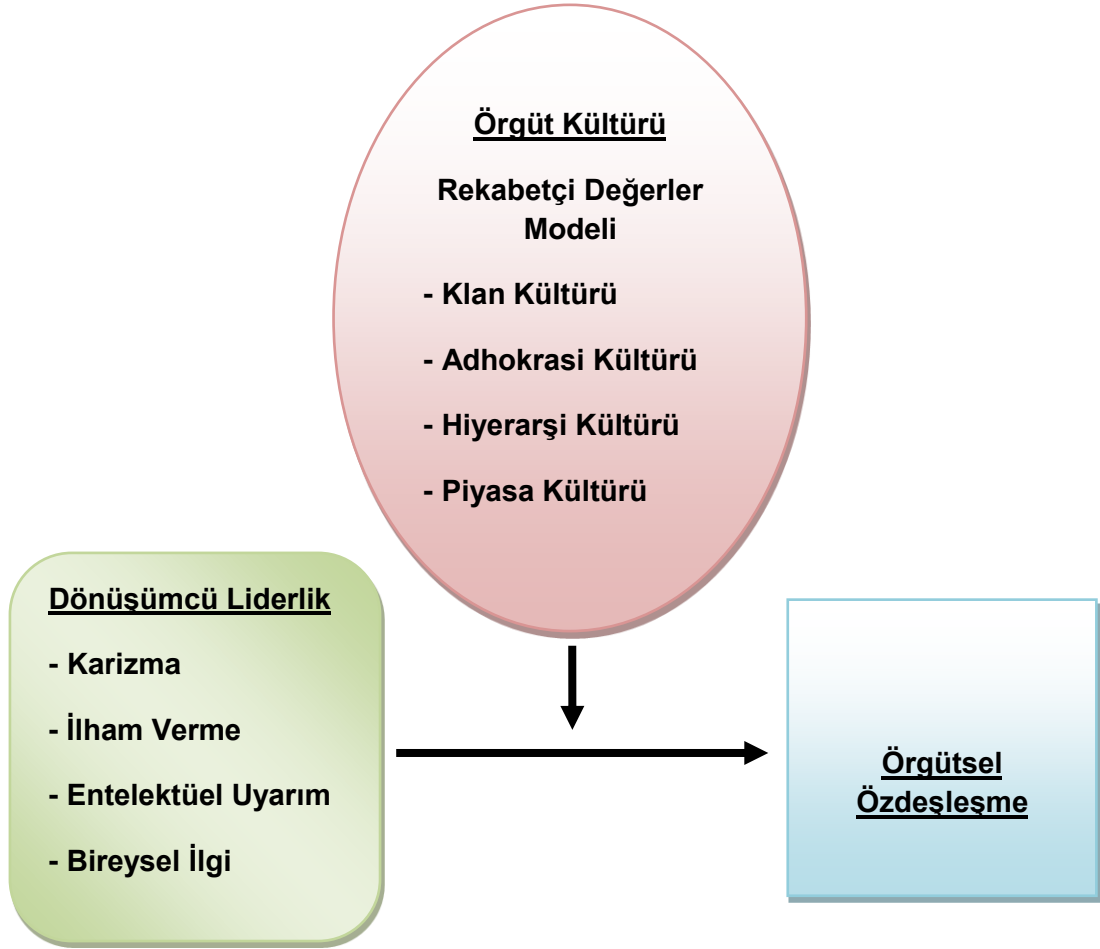 Örgüt Kültürü
Rekabetçi Değerler
Modeli
- Klan Kültürü
- Adhokrasi Kültürü
- Hiyerarşi Kültürü
- Piyasa Kültürü
Dönüşümcü Liderlik
- Karizma
- İlham Verme
- Entelektüel Uyarım
- Bireysel İlgi
Örgütsel
Özdeşleşme